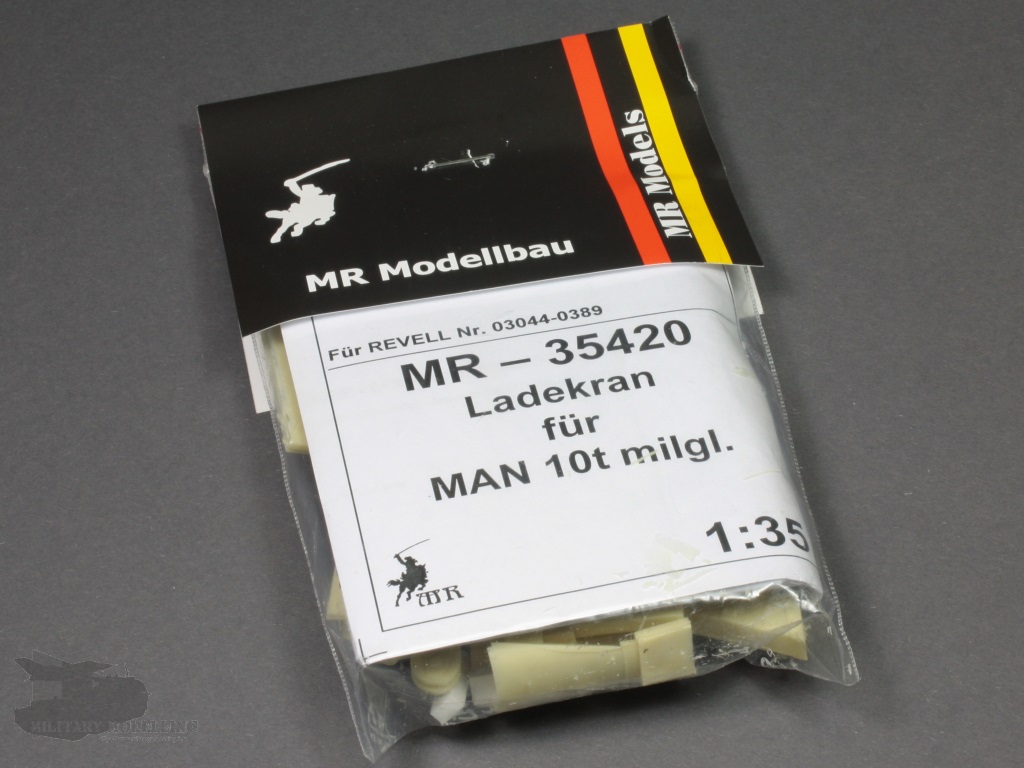 MR Models
MR Modellbau
Für REVELL Nr. 03044-0389
MR – 35420
Ladekran
für
MAN 10t milgl.
1:35
MR